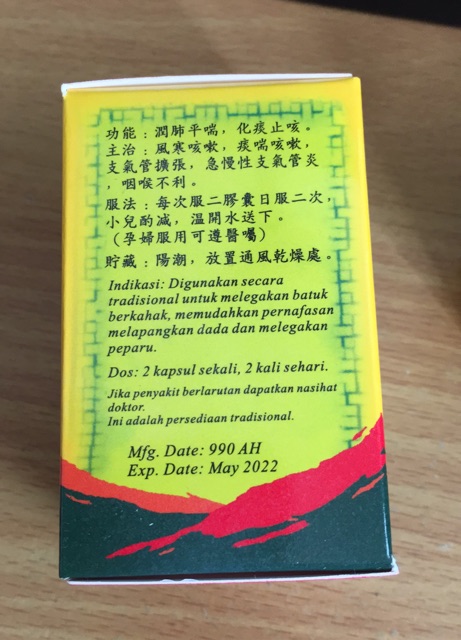 功能：潤肺平喘，化痰止咳。
主治：風寒咳嗽，痰喘咳嗽，
支氣管擴張，急慢性支氣管炎
，咽喉不利。
服法：每次服二膠囊日服二次，
小兒酌減，溫開水送下。
（孕婦服用可遵醫囑）
貯藏：陽潮，放置通風乾燥處。
Indikasi: Digunakan secara
tradisional untuk melegakan batuk
berkahak, memudahkan pernafasan
melapangkan dada dan melegakan
peparu.
Dos: 2 kapsul sekali, 2 kali sehari.
Jika penyakit berlarutan dapatkan nasihat
doktor.
Ini adalah persediaan tradisional.
Mfg. Date: 990 AH
Exp. Date: May 2022